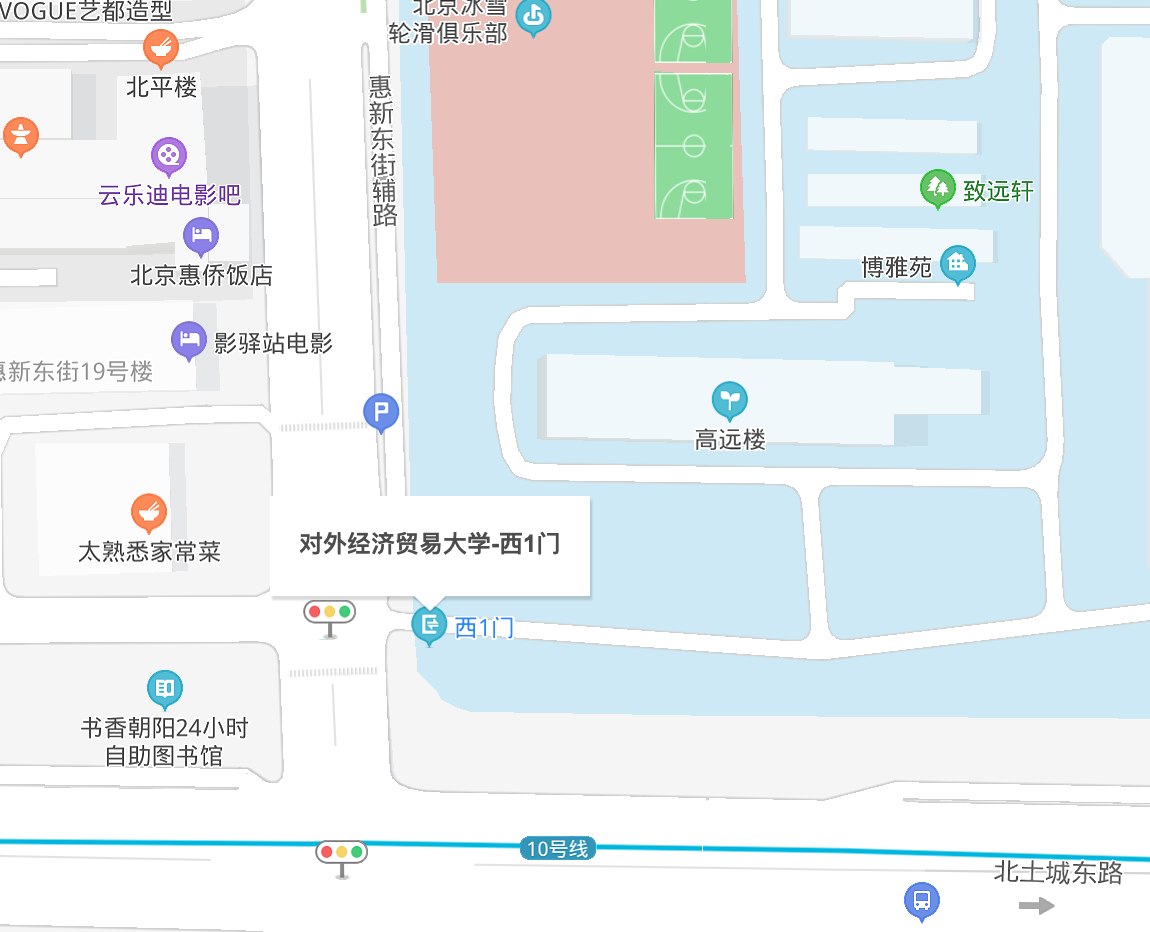 VOGUE艺都造型
北京冰雪
轮滑俱乐部
北平楼
惠新东街辅路
云乐迪电影吧
致远轩
北京惠侨饭店
博雅苑
影驿站电影
惠新东街19号楼
P
高远楼
太熟悉家常菜
对外经济贸易大学-西1门
西1门
书香朝阳24小时
自助图书馆
10号线
北土城东路